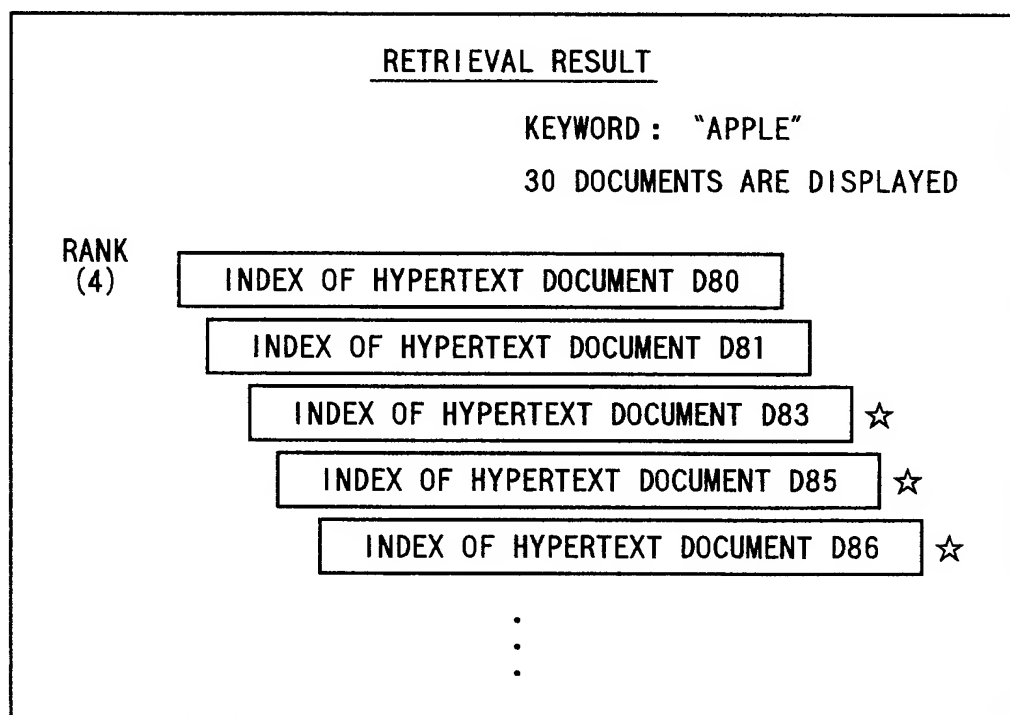 RETRIEVAL RESULT
KEYWORD : "APPLE"
30 DOCUMENTS ARE DISPLAYED
RANK
(4)
INDEX OF HYPERTEXT DOCUMENT D80
INDEX OF HYPERTEXT DOCUMENT D81
INDEX OF HYPERTEXT DOCUMENT D83 ☆
INDEX OF HYPERTEXT DOCUMENT D85 ☆
INDEX OF HYPERTEXT DOCUMENT D86 ☆